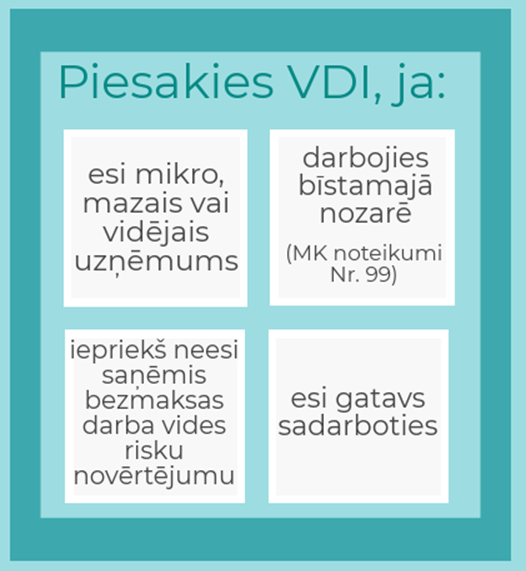 Piesakies VDI, ja:
esi mikro,
mazais vai
vidējais
uzņēmums
darbojies
bīstamajā
nozarē
(MK noteikumi
Nr. 99)
iepriekš neesi
saņēmis
bezmaksas
darba vides
risku
novērtējumu
esi gatavs
sadarboties